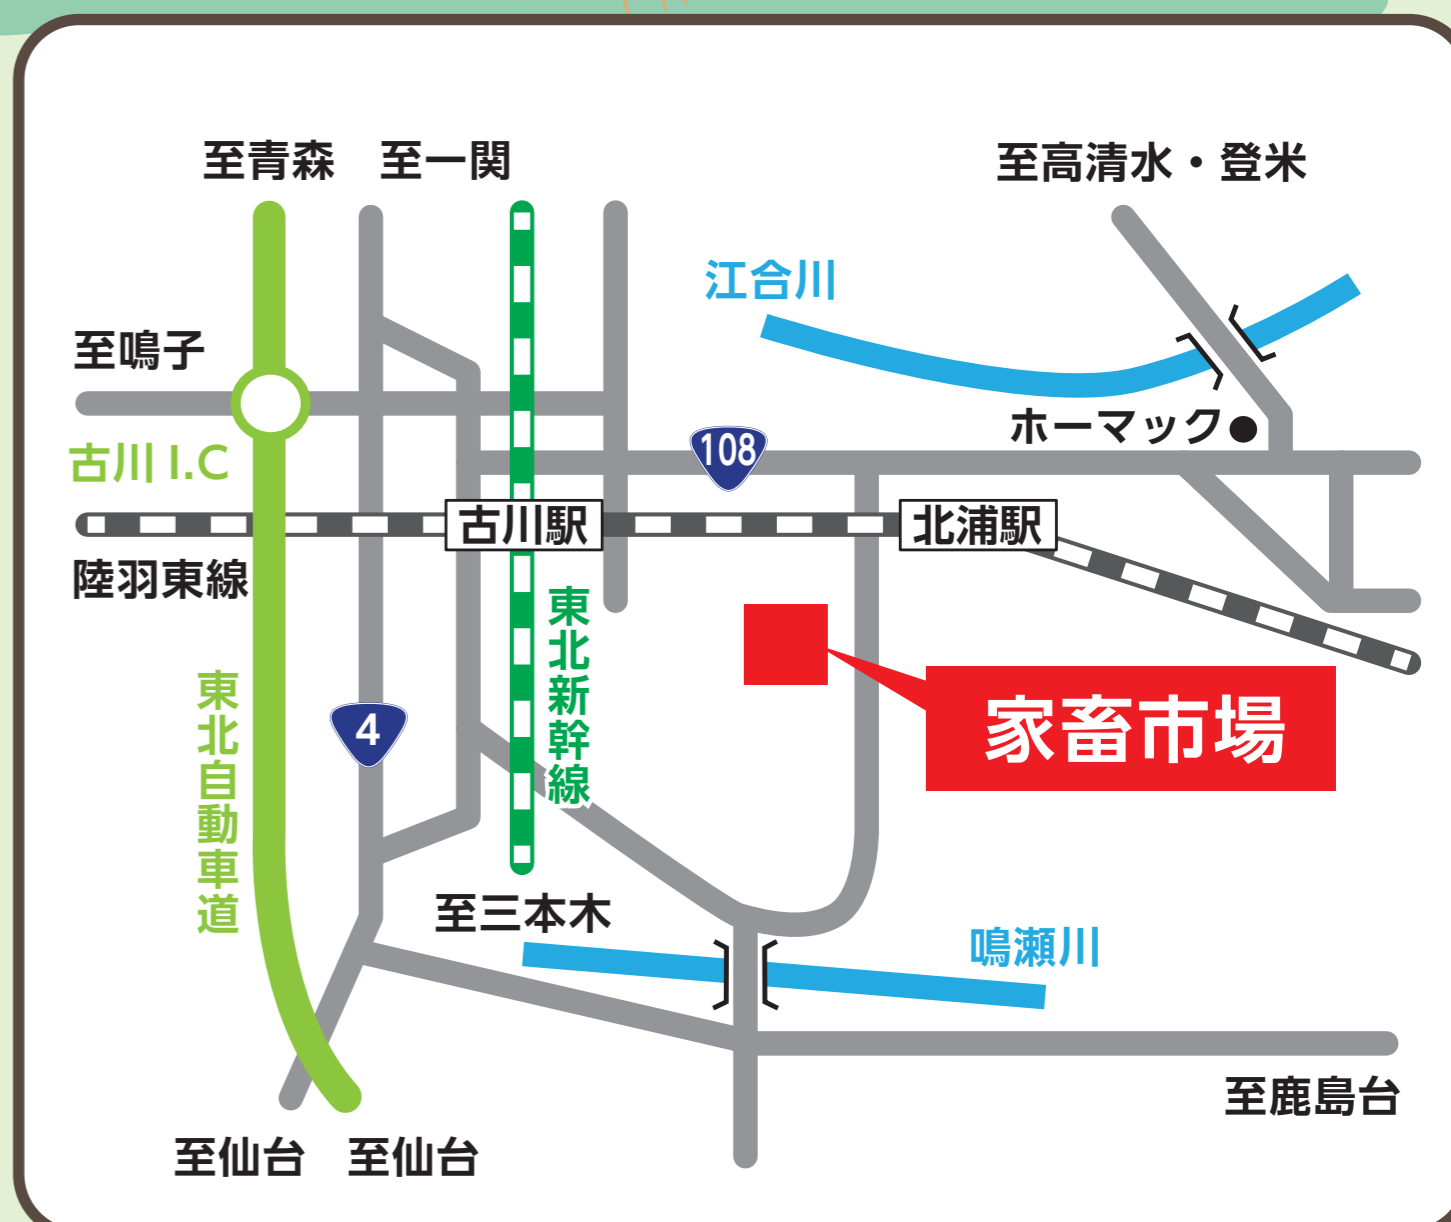 至青森
至一関
至高清水・登米
江合川
至鳴子
ホーマック
108
古川 I.C
古川駅
北浦駅
陸羽東線
東北新幹線
東北自動車道
4
家畜市場
至三本木
鳴瀬川
至鹿島台
至仙台
至仙台